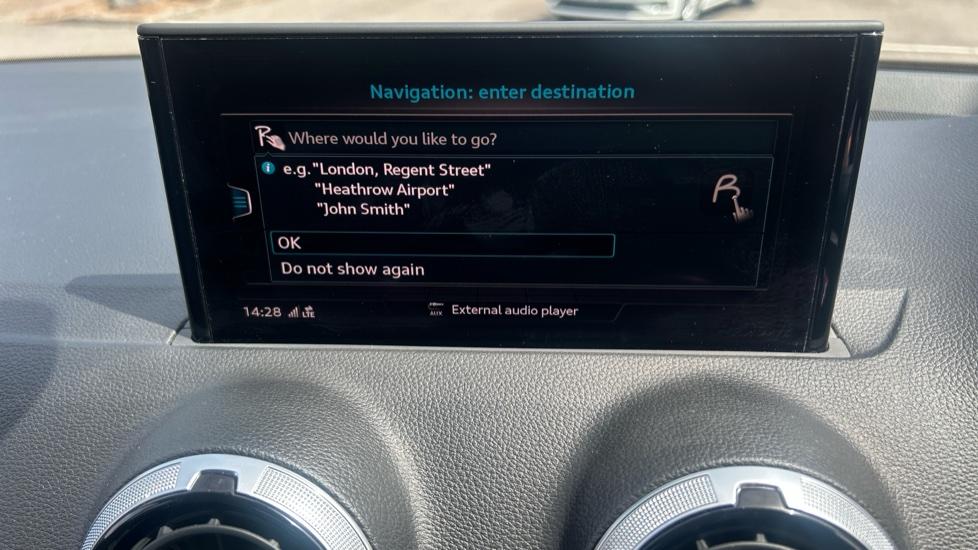 Navigation: enter destination
R Where would you like to go?
i e.g. "London, Regent Street"
"Heathrow Airport"
"John Smith"
R
OK
Do not show again
14:28 LTE AUX External audio player